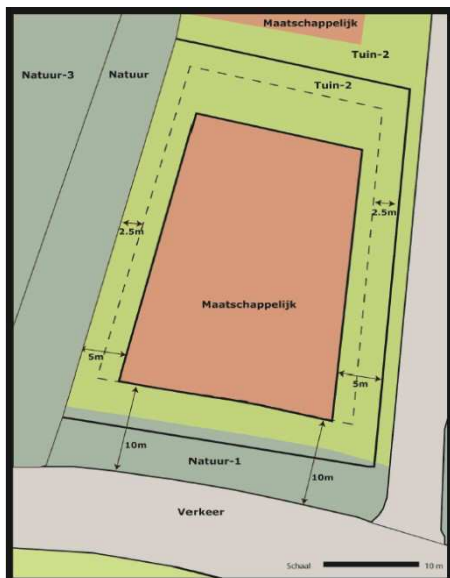 Maatschappelijk
Tuin-2
Natuur-3
Natuur
Tuin-2
2.5m
2.5m
Maatschappelijk
5m
5m
10m
10m
Natuur-1
Verkeer
Schaal
10 m